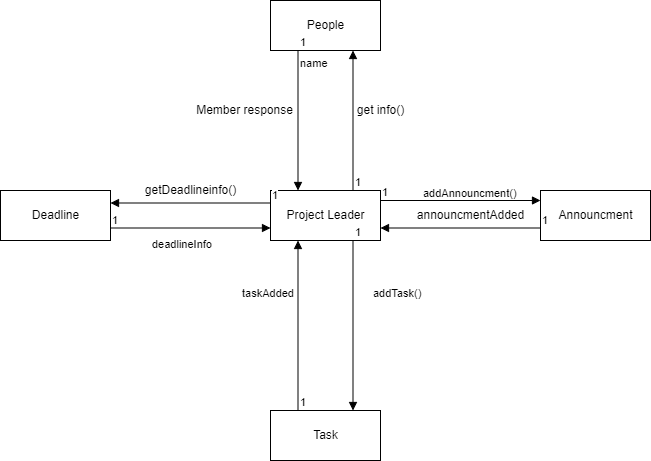 People
1
name
Member response
get info()
1
getDeadlineinfo()
1
1
addAnnouncment()
Deadline
Project Leader
announcmentAdded
Announcment
1
1
1
deadlineInfo
taskAdded
addTask()
1
Task